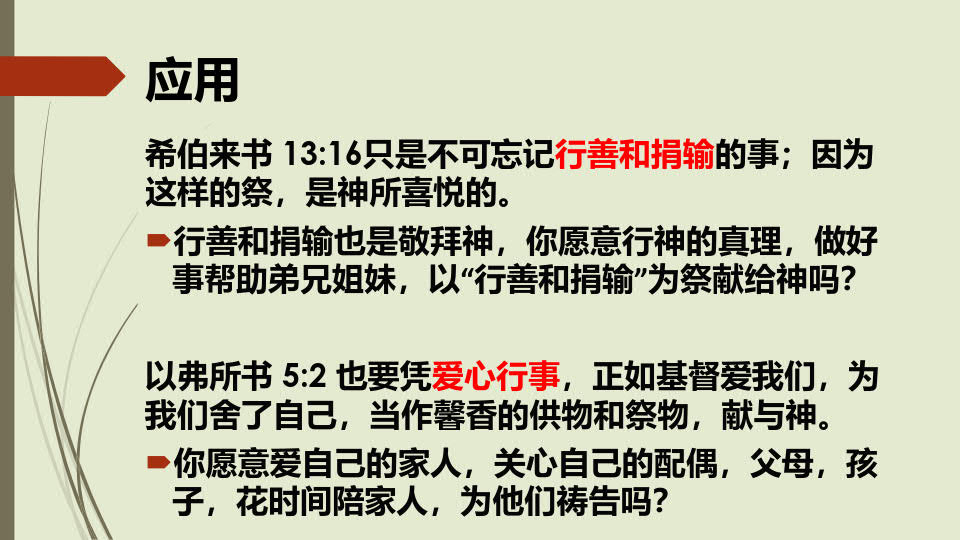 应用
希伯来书 13:16只是不可忘记行善和捐输的事；因为
这样的祭，是神所喜悦的。
行善和捐输也是敬拜神，你愿意行神的真理，做好
事帮助弟兄姐妹，以“行善和捐输”为祭献给神吗？
以弗所书 5:2 也要凭爱心行事，正如基督爱我们，为
我们舍了自己，当作馨香的供物和祭物，献与神。
你愿意爱自己的家人，关心自己的配偶，父母，孩
子，花时间陪家人，为他们祷告吗？